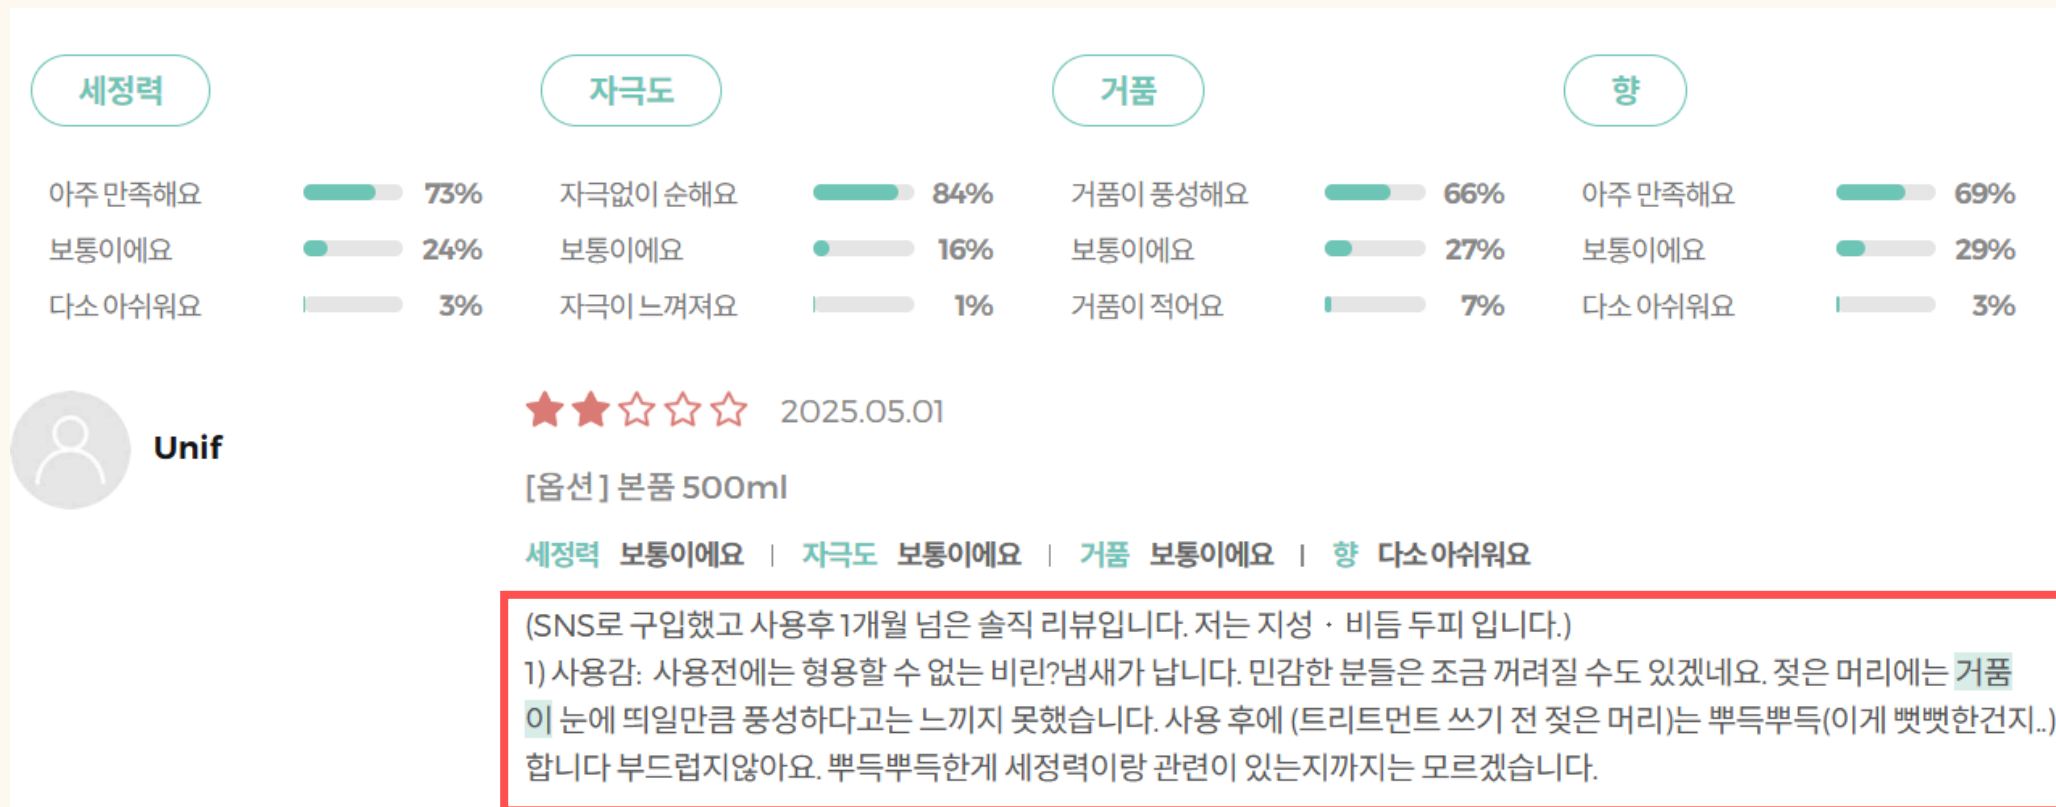 세정력 자극도 거품 향
아주 만족해요 73% 자극없이 순해요 84% 거품이 풍성해요 66% 아주 만족해요 69%
보통이에요 24% 보통이에요 16% 보통이에요 27% 보통이에요 29%
다소 아쉬워요 3% 자극이 느껴져요 1% 거품이 적어요 7% 다소 아쉬워요 3%
2025.05.01
Unif
[옵션] 본품 500ml
세정력 보통이에요 | 자극도 보통이에요 | 거품 보통이에요 | 향 다소 아쉬워요
(SNS로 구입했고 사용후 1개월 넘은 솔직 리뷰입니다. 저는 지성 · 비듬 두피 입니다.)
1) 사용감: 사용전에는 형용할 수 없는 비린?냄새가 납니다. 민감한 분들은 조금 꺼려질 수도 있겠네요. 젖은 머리에는 거품
이 눈에 띄일만큼 풍성하다고는 느끼지 못했습니다. 사용 후에 (트리트먼트 쓰기 전 젖은 머리)는 뿌득뿌득(이게 뻣뻣한건지..)
합니다 부드럽지않아요. 뿌득뿌득한게 세정력이랑 관련이 있는지까지는 모르겠습니다.